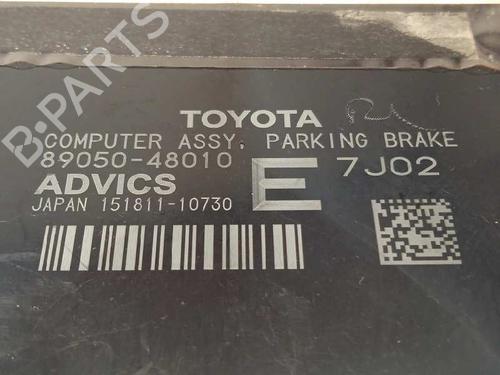 TOYOTA
COMPUTER ASSY, PARKING BRAKE
89050-48010 E 7J02
ADVICS
JAPAN 151811-10730
B-PARTS